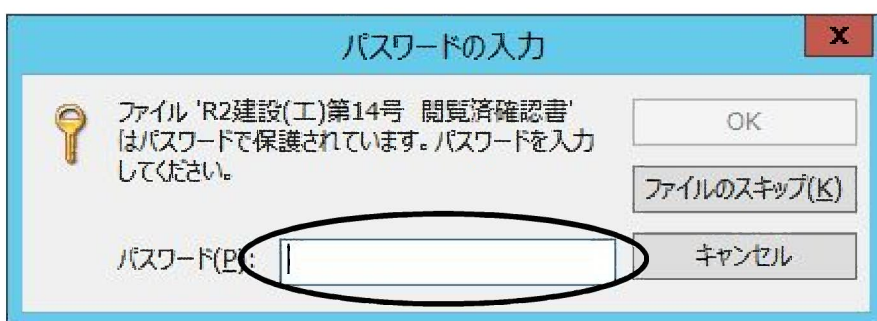 パスワードの入力
x
ファイル 'R2建設(工)第14号 閲覧済確認書'
はパスワードで保護されています。パスワードを入力
してください。
OK
ファイルのスキップ(K)
パスワード(P):
キャンセル